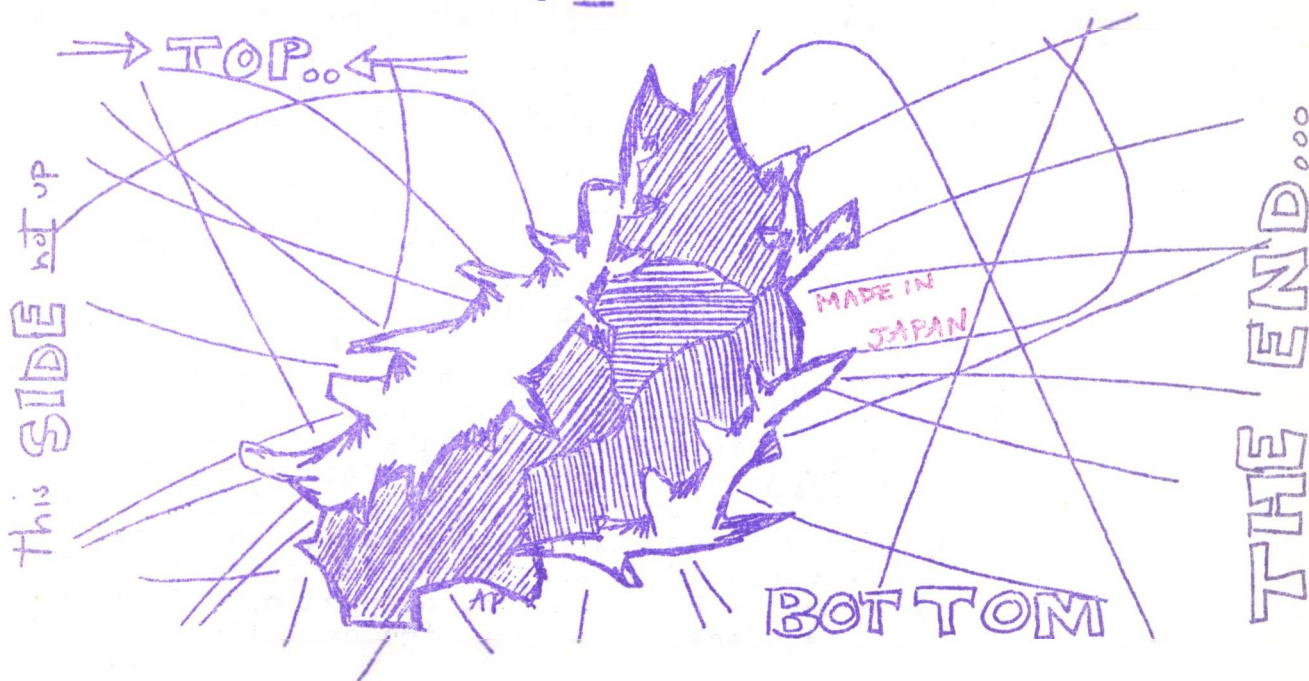 TOP..
This SIDE not up
MADE IN
JAPAN
BOTTOM
THE END....